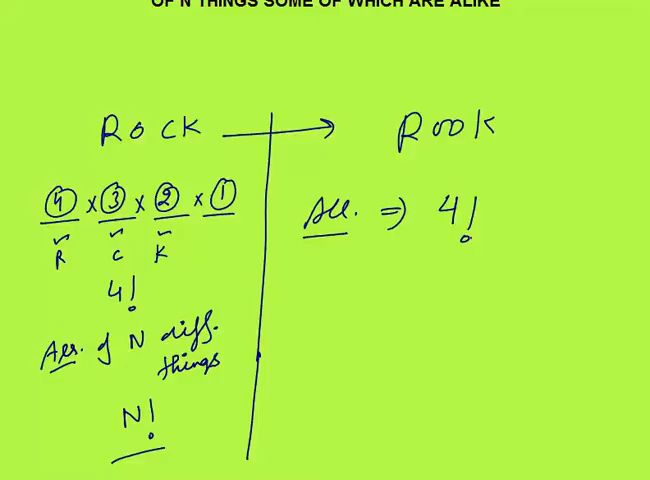 OF N THINGS SOME OF WHICH ARE ALIKE
ROCK → ROOK
④ × ③ × ② × ①
R C K
4!
Arr. of N diff.
things
N!
⇒ 4!